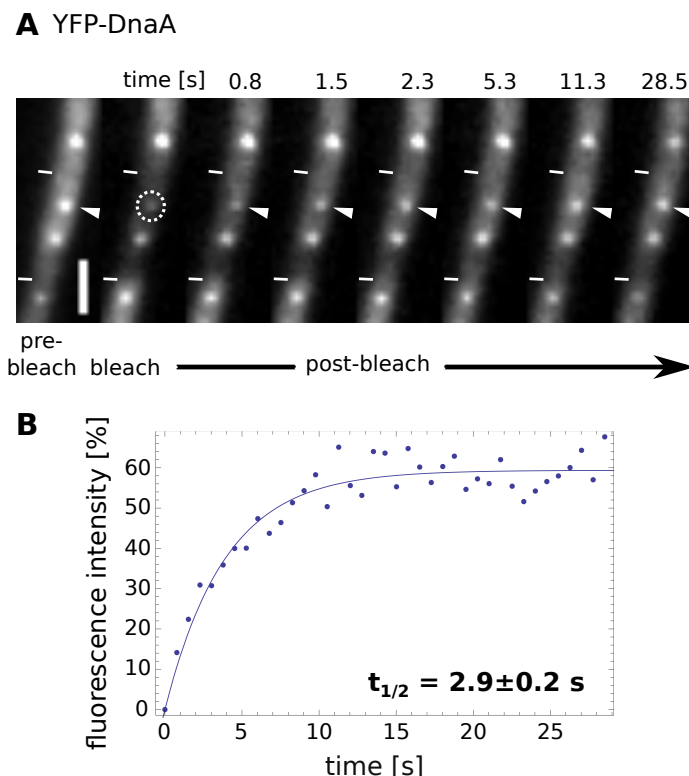 A YFP-DnaA
time [s] 0.8 1.5 2.3 5.3 11.3 28.5
pre-
bleach bleach post-bleach
B
fluorescence intensity [%]
60
50
40
30
20
10
0
t1/2 = 2.9±0.2 s
0 5 10 15 20 25
time [s]